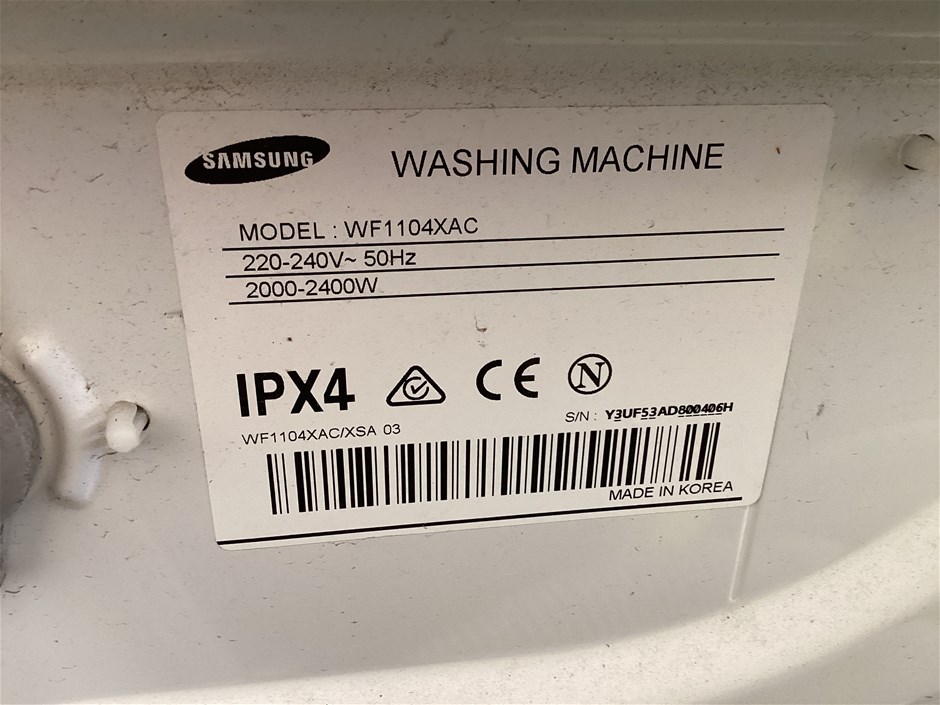 SAMSUNG
WASHING MACHINE
MODEL : WF1104XAC
220-240V~ 50Hz
2000-2400W
IPX4 CE N
S/N : Y3UF53AD800406H
WF1104XAC/XSA 03
MADE IN KOREA